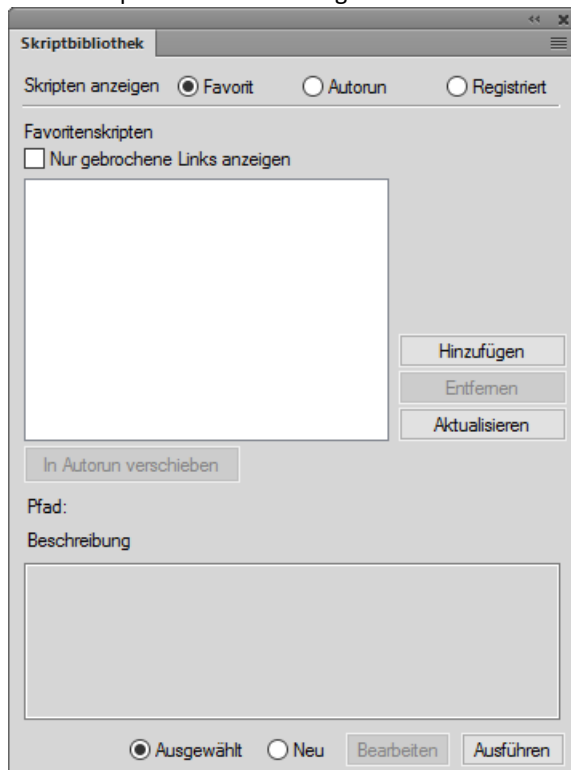 Skriptbibliothek
Skripten anzeigen Favorit Autorun Registriert
Favoritenskripten
Nur gebrochene Links anzeigen
Hinzufügen
Entfernen
Aktualisieren
In Autorun verschieben
Pfad:
Beschreibung
Ausgewählt Neu Bearbeiten Ausführen